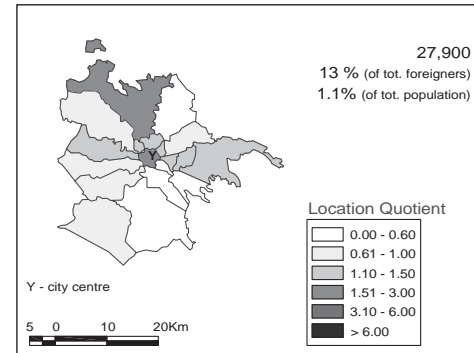 27,900
13 % (of tot. foreigners)
1.1% (of tot. population)
Y
Location Quotient
0.00 - 0.60
0.61 - 1.00
1.10 - 1.50
1.51 - 3.00
3.10 - 6.00
> 6.00
Y - city centre
5 0 10 20Km